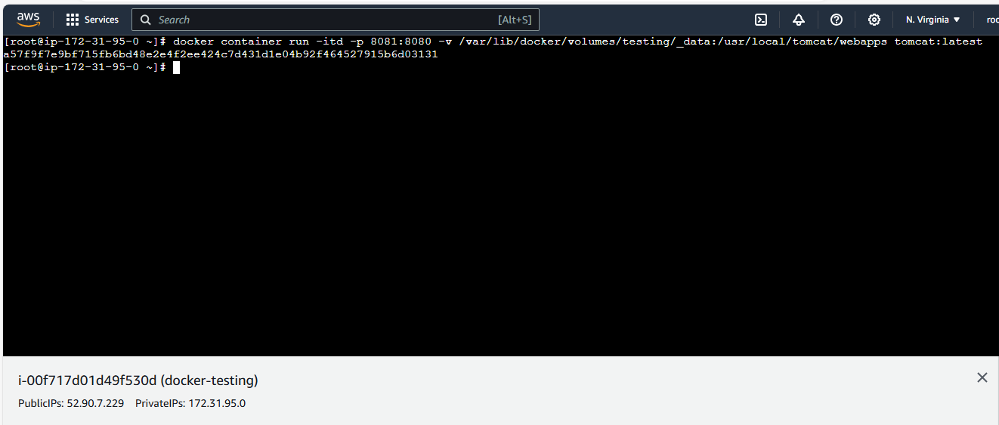 aws Services Search [Alt+S] N. Virginia roo
[root@ip-172-31-95-0 ~]# docker container run -itd -p 8081:8080 -v /var/lib/docker/volumes/testing/_data:/usr/local/tomcat/webapps tomcat:latest
a57f9f7e9bf715fb6bd48e2e4f2ee424c7d431d1e04b92f464527915b6d03131
[root@ip-172-31-95-0 ~]#
i-00f717d01d49f530d (docker-testing)
PublicIPs: 52.90.7.229 PrivateIPs: 172.31.95.0